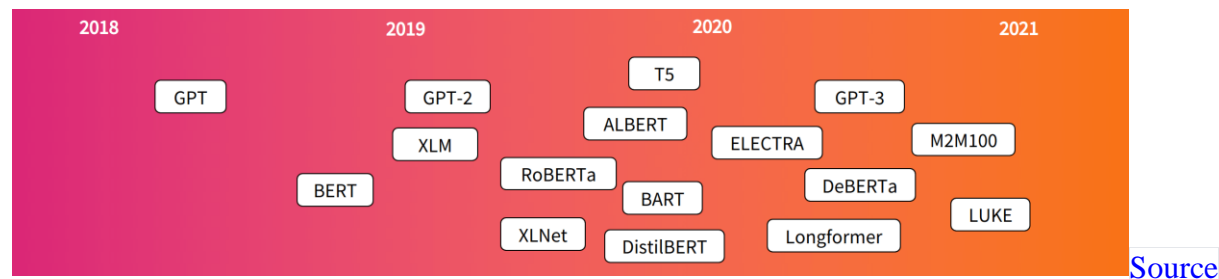 2018 2019 2020 2021
T5
GPT GPT-2 GPT-3
ALBERT
XLM ELECTRA M2M100
RoBERTa
BERT DeBERTa
BART
LUKE
XLNet DistilBERT Longformer
Source